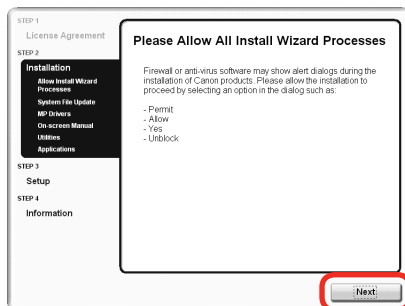 STEP 1
License Agreement
STEP 2
Installation
Allow Install Wizard
Processes
System File Update
MP Drivers
On-screen Manual
Utilities
Applications
STEP 3
Setup
STEP 4
Information
Please Allow All Install Wizard Processes
Firewall or anti-virus software may show alert dialogs during the
installation of Canon products. Please allow the installation to
proceed by selecting an option in the dialog such as:
- Permit
- Allow
- Yes
- Unblock
Next